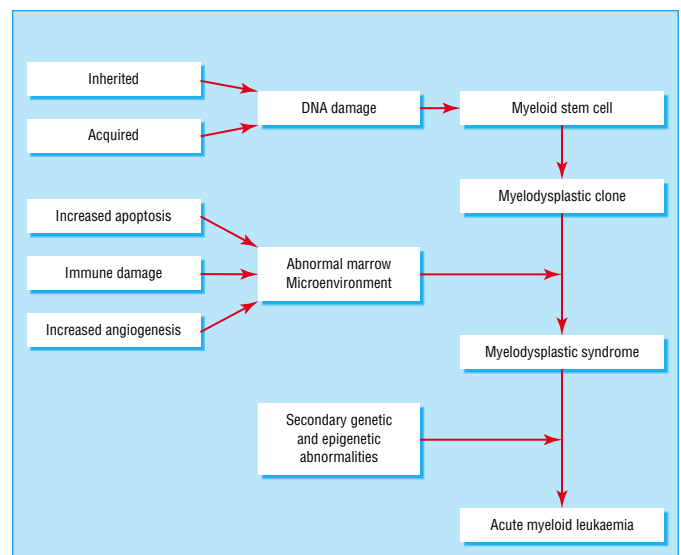 Inherited
DNA damage
Myeloid stem cell
Acquired
Myelodysplastic clone
Increased apoptosis
Immune damage
Abnormal marrow
Microenvironment
Increased angiogenesis
Myelodysplastic syndrome
Secondary genetic
and epigenetic
abnormalities
Acute myeloid leukaemia